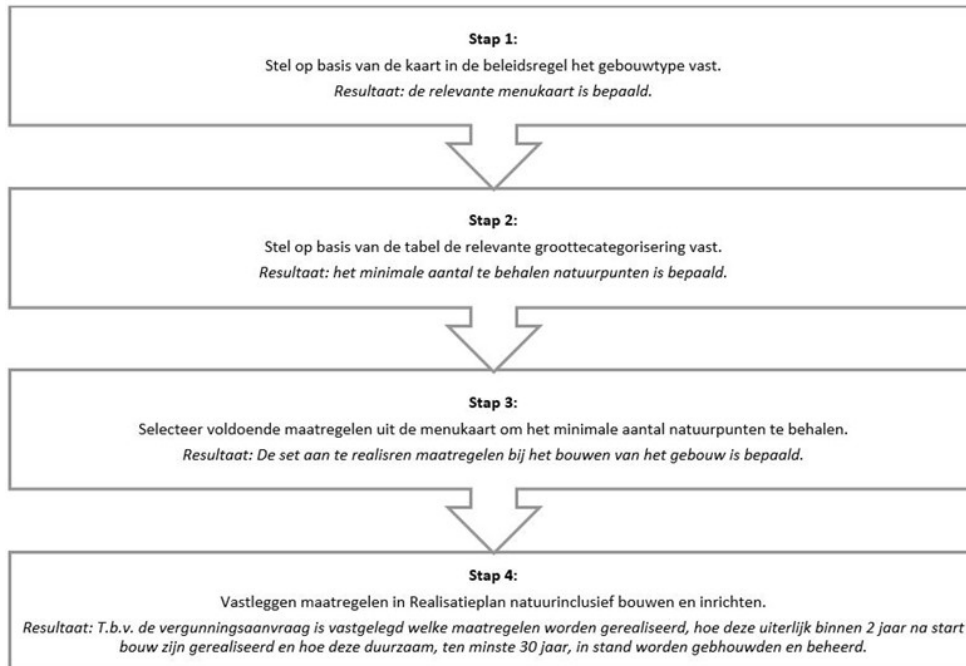 Stap 1:
Stel op basis van de kaart in de beleidsregel het gebouwtype vast.
Resultaat: de relevante menukaart is bepaald.
Stap 2:
Stel op basis van de tabel de relevante groottecategorisering vast.
Resultaat: het minimale aantal te behalen natuurpunten is bepaald.
Stap 3:
Selecteer voldoende maatregelen uit de menukaart om het minimale aantal natuurpunten te behalen.
Resultaat: De set aan te realisren maatregelen bij het bouwen van het gebouw is bepaald.
Stap 4:
Vastleggen maatregelen in Realisatieplan natuurinclusief bouwen en inrichten.
Resultaat: T.b.v. de vergunningsaanvraag is vastgelegd welke maatregelen worden gerealiseerd, hoe deze uiterlijk binnen 2 jaar na start
bouw zijn gerealiseerd en hoe deze duurzaam, ten minste 30 jaar, in stand worden gebhouwden en beheerd.